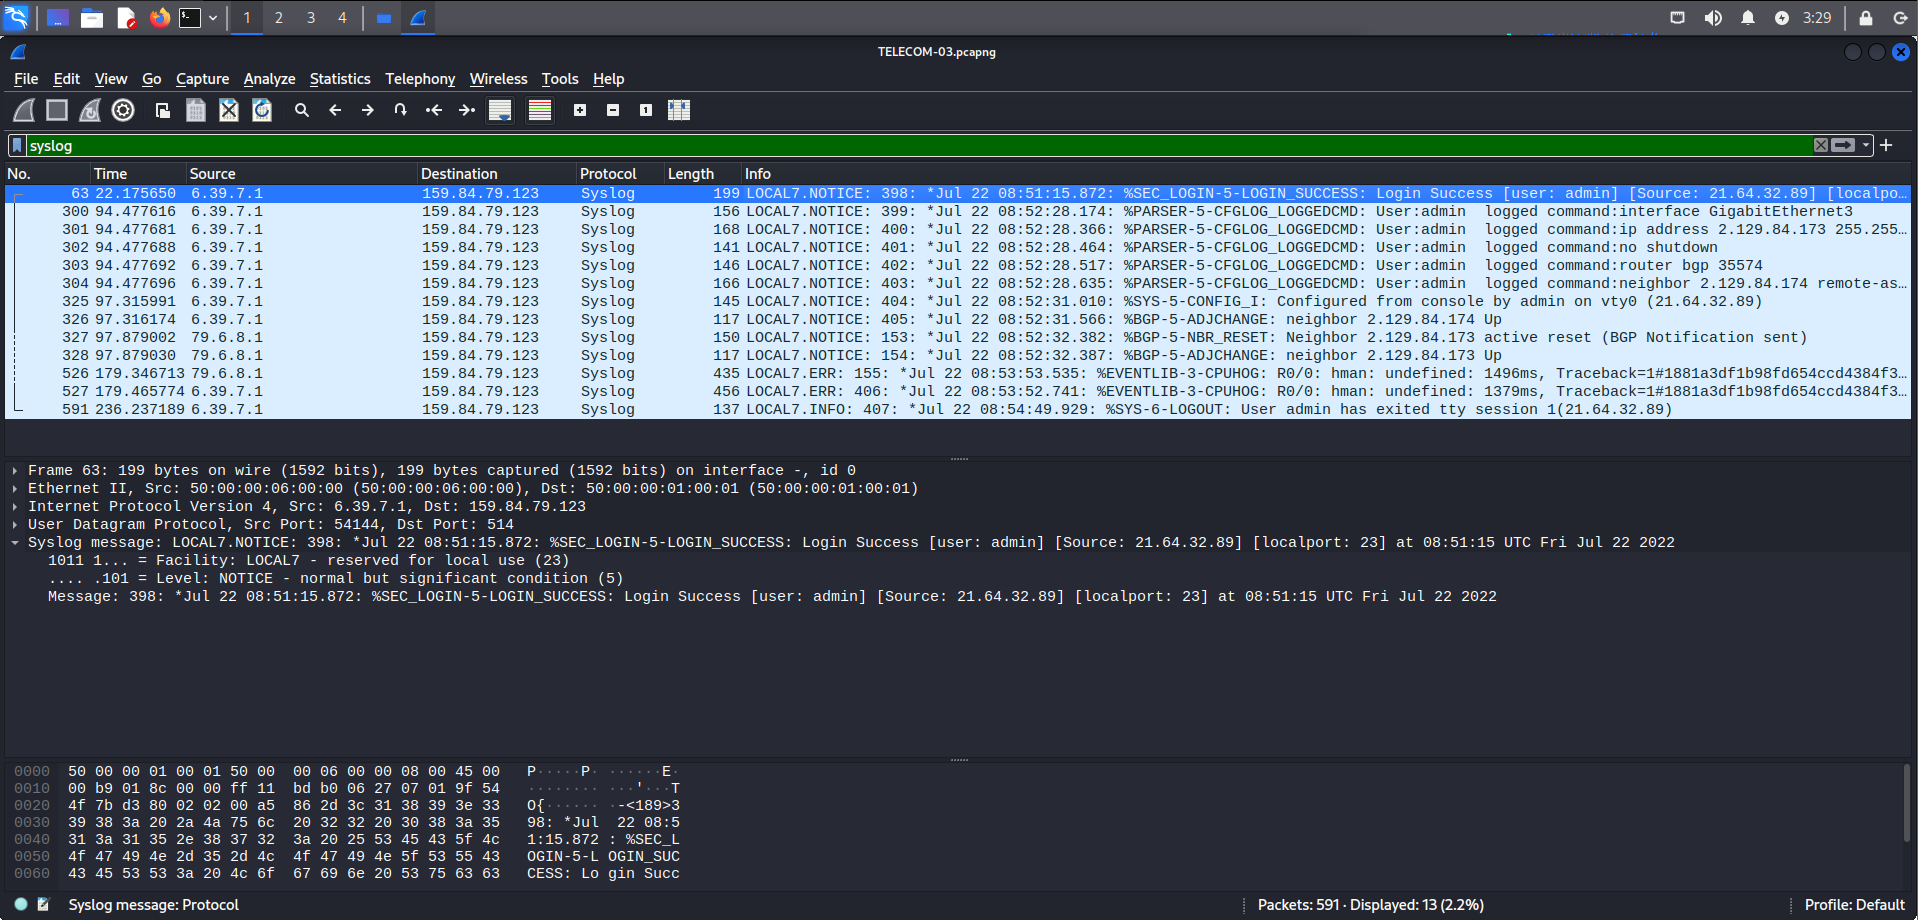 1 2 3 4 3:29
TELECOM-03.pcapng
File Edit View Go Capture Analyze Statistics Telephony Wireless Tools Help
syslog
No. Time Source Destination Protocol Length Info
63 22.175650 6.39.7.1 159.84.79.123 Syslog 199 LOCAL7.NOTICE: 398: *Jul 22 08:51:15.872: %SEC_LOGIN-5-LOGIN_SUCCESS: Login Success [user: admin] [Source: 21.64.32.89] [localpo…
300 94.477616 6.39.7.1 159.84.79.123 Syslog 156 LOCAL7.NOTICE: 399: *Jul 22 08:52:28.174: %PARSER-5-CFGLOG_LOGGEDCMD: User:admin  logged command:interface GigabitEthernet3
301 94.477681 6.39.7.1 159.84.79.123 Syslog 168 LOCAL7.NOTICE: 400: *Jul 22 08:52:28.366: %PARSER-5-CFGLOG_LOGGEDCMD: User:admin  logged command:ip address 2.129.84.173 255.255…
302 94.477688 6.39.7.1 159.84.79.123 Syslog 141 LOCAL7.NOTICE: 401: *Jul 22 08:52:28.464: %PARSER-5-CFGLOG_LOGGEDCMD: User:admin  logged command:no shutdown
303 94.477692 6.39.7.1 159.84.79.123 Syslog 146 LOCAL7.NOTICE: 402: *Jul 22 08:52:28.517: %PARSER-5-CFGLOG_LOGGEDCMD: User:admin  logged command:router bgp 35574
304 94.477696 6.39.7.1 159.84.79.123 Syslog 166 LOCAL7.NOTICE: 403: *Jul 22 08:52:28.635: %PARSER-5-CFGLOG_LOGGEDCMD: User:admin  logged command:neighbor 2.129.84.174 remote-as…
325 97.315991 6.39.7.1 159.84.79.123 Syslog 145 LOCAL7.NOTICE: 404: *Jul 22 08:52:31.010: %SYS-5-CONFIG_I: Configured from console by admin on vty0 (21.64.32.89)
326 97.316174 6.39.7.1 159.84.79.123 Syslog 117 LOCAL7.NOTICE: 405: *Jul 22 08:52:31.566: %BGP-5-ADJCHANGE: neighbor 2.129.84.174 Up
327 97.879002 79.6.8.1 159.84.79.123 Syslog 150 LOCAL7.NOTICE: 153: *Jul 22 08:52:32.382: %BGP-5-NBR_RESET: Neighbor 2.129.84.173 active reset (BGP Notification sent)
328 97.879030 79.6.8.1 159.84.79.123 Syslog 117 LOCAL7.NOTICE: 154: *Jul 22 08:52:32.387: %BGP-5-ADJCHANGE: neighbor 2.129.84.173 Up
526 179.346713 79.6.8.1 159.84.79.123 Syslog 435 LOCAL7.ERR: 155: *Jul 22 08:53:53.535: %EVENTLIB-3-CPUHOG: R0/0: hman: undefined: 1496ms, Traceback=1#1881a3df1b98fd654ccd4384f3…
527 179.465774 6.39.7.1 159.84.79.123 Syslog 456 LOCAL7.ERR: 406: *Jul 22 08:53:52.741: %EVENTLIB-3-CPUHOG: R0/0: hman: undefined: 1379ms, Traceback=1#1881a3df1b98fd654ccd4384f3…
591 236.237189 6.39.7.1 159.84.79.123 Syslog 137 LOCAL7.INFO: 407: *Jul 22 08:54:49.929: %SYS-6-LOGOUT: User admin has exited tty session 1(21.64.32.89)
Frame 63: 199 bytes on wire (1592 bits), 199 bytes captured (1592 bits) on interface -, id 0
Ethernet II, Src: 50:00:00:06:00:00 (50:00:00:06:00:00), Dst: 50:00:00:01:00:01 (50:00:00:01:00:01)
Internet Protocol Version 4, Src: 6.39.7.1, Dst: 159.84.79.123
User Datagram Protocol, Src Port: 54144, Dst Port: 514
Syslog message: LOCAL7.NOTICE: 398: *Jul 22 08:51:15.872: %SEC_LOGIN-5-LOGIN_SUCCESS: Login Success [user: admin] [Source: 21.64.32.89] [localport: 23] at 08:51:15 UTC Fri Jul 22 2022
1011 1... = Facility: LOCAL7 - reserved for local use (23)
.... .101 = Level: NOTICE - normal but significant condition (5)
Message: 398: *Jul 22 08:51:15.872: %SEC_LOGIN-5-LOGIN_SUCCESS: Login Success [user: admin] [Source: 21.64.32.89] [localport: 23] at 08:51:15 UTC Fri Jul 22 2022
0000 50 00 00 01 00 01 50 00 00 06 00 00 08 00 45 00 P·····P· ······E·
0010 00 b9 01 8c 00 00 ff 11 bd b0 06 27 07 01 9f 54 ········ ···'···T
0020 4f 7b d3 80 02 02 00 a5 86 2d 3c 31 38 39 3e 33 O{······ ·-<189>3
0030 39 38 3a 20 2a 4a 75 6c 20 32 32 20 30 38 3a 35 98: *Jul  22 08:5
0040 31 3a 31 35 2e 38 37 32 3a 20 25 53 45 43 5f 4c 1:15.872 : %SEC_L
0050 4f 47 49 4e 2d 35 2d 4c 4f 47 49 4e 5f 53 55 43 OGIN-5-L OGIN_SUC
0060 43 45 53 53 3a 20 4c 6f 67 69 6e 20 53 75 63 63 CESS: Lo gin Succ
Syslog message: Protocol Packets: 591 · Displayed: 13 (2.2%) Profile: Default